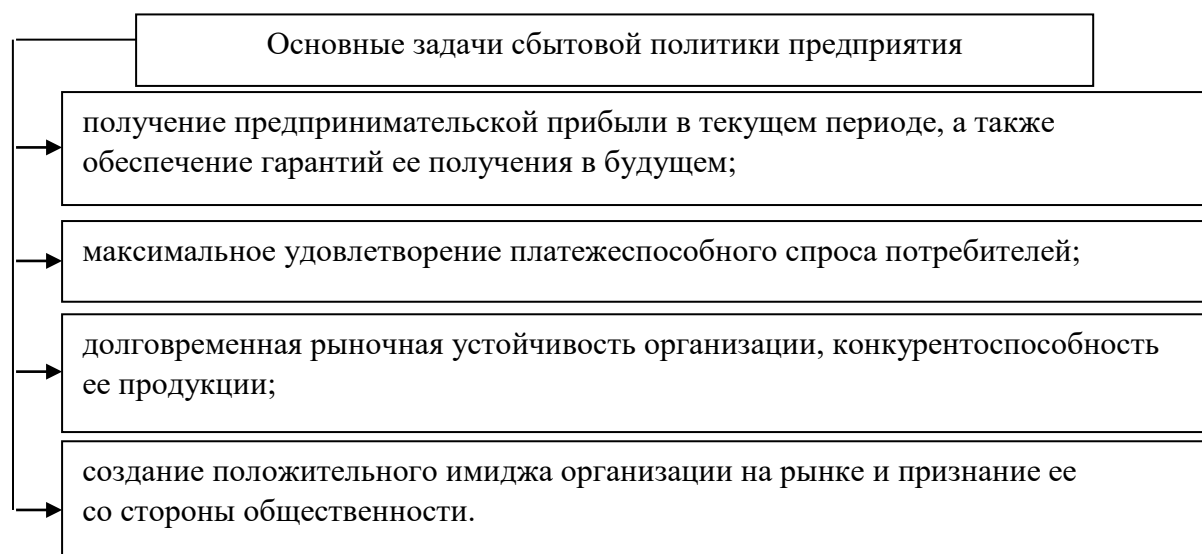 Основные задачи сбытовой политики предприятия
получение предпринимательской прибыли в текущем периоде, а также
обеспечение гарантий ее получения в будущем;
максимальное удовлетворение платежеспособного спроса потребителей;
долговременная рыночная устойчивость организации, конкурентоспособность
ее продукции;
создание положительного имиджа организации на рынке и признание ее
со стороны общественности.